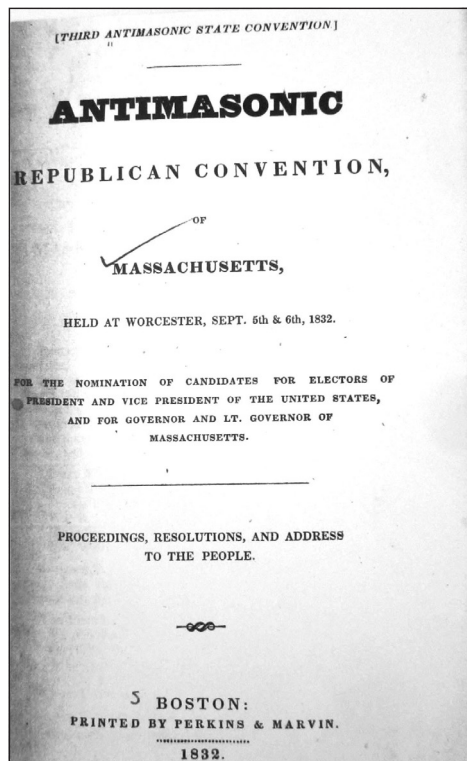 [THIRD ANTIMASONIC STATE CONVENTION]
ANTIMASONIC
REPUBLICAN CONVENTION,
OF
MASSACHUSETTS,
HELD AT WORCESTER, SEPT. 5th & 6th, 1832.
FOR THE NOMINATION OF CANDIDATES FOR ELECTORS OF
PRESIDENT AND VICE PRESIDENT OF THE UNITED STATES,
AND FOR GOVERNOR AND LT. GOVERNOR OF
MASSACHUSETTS.
PROCEEDINGS, RESOLUTIONS, AND ADDRESS
TO THE PEOPLE.
5 BOSTON:
PRINTED BY PERKINS & MARVIN.
1832.